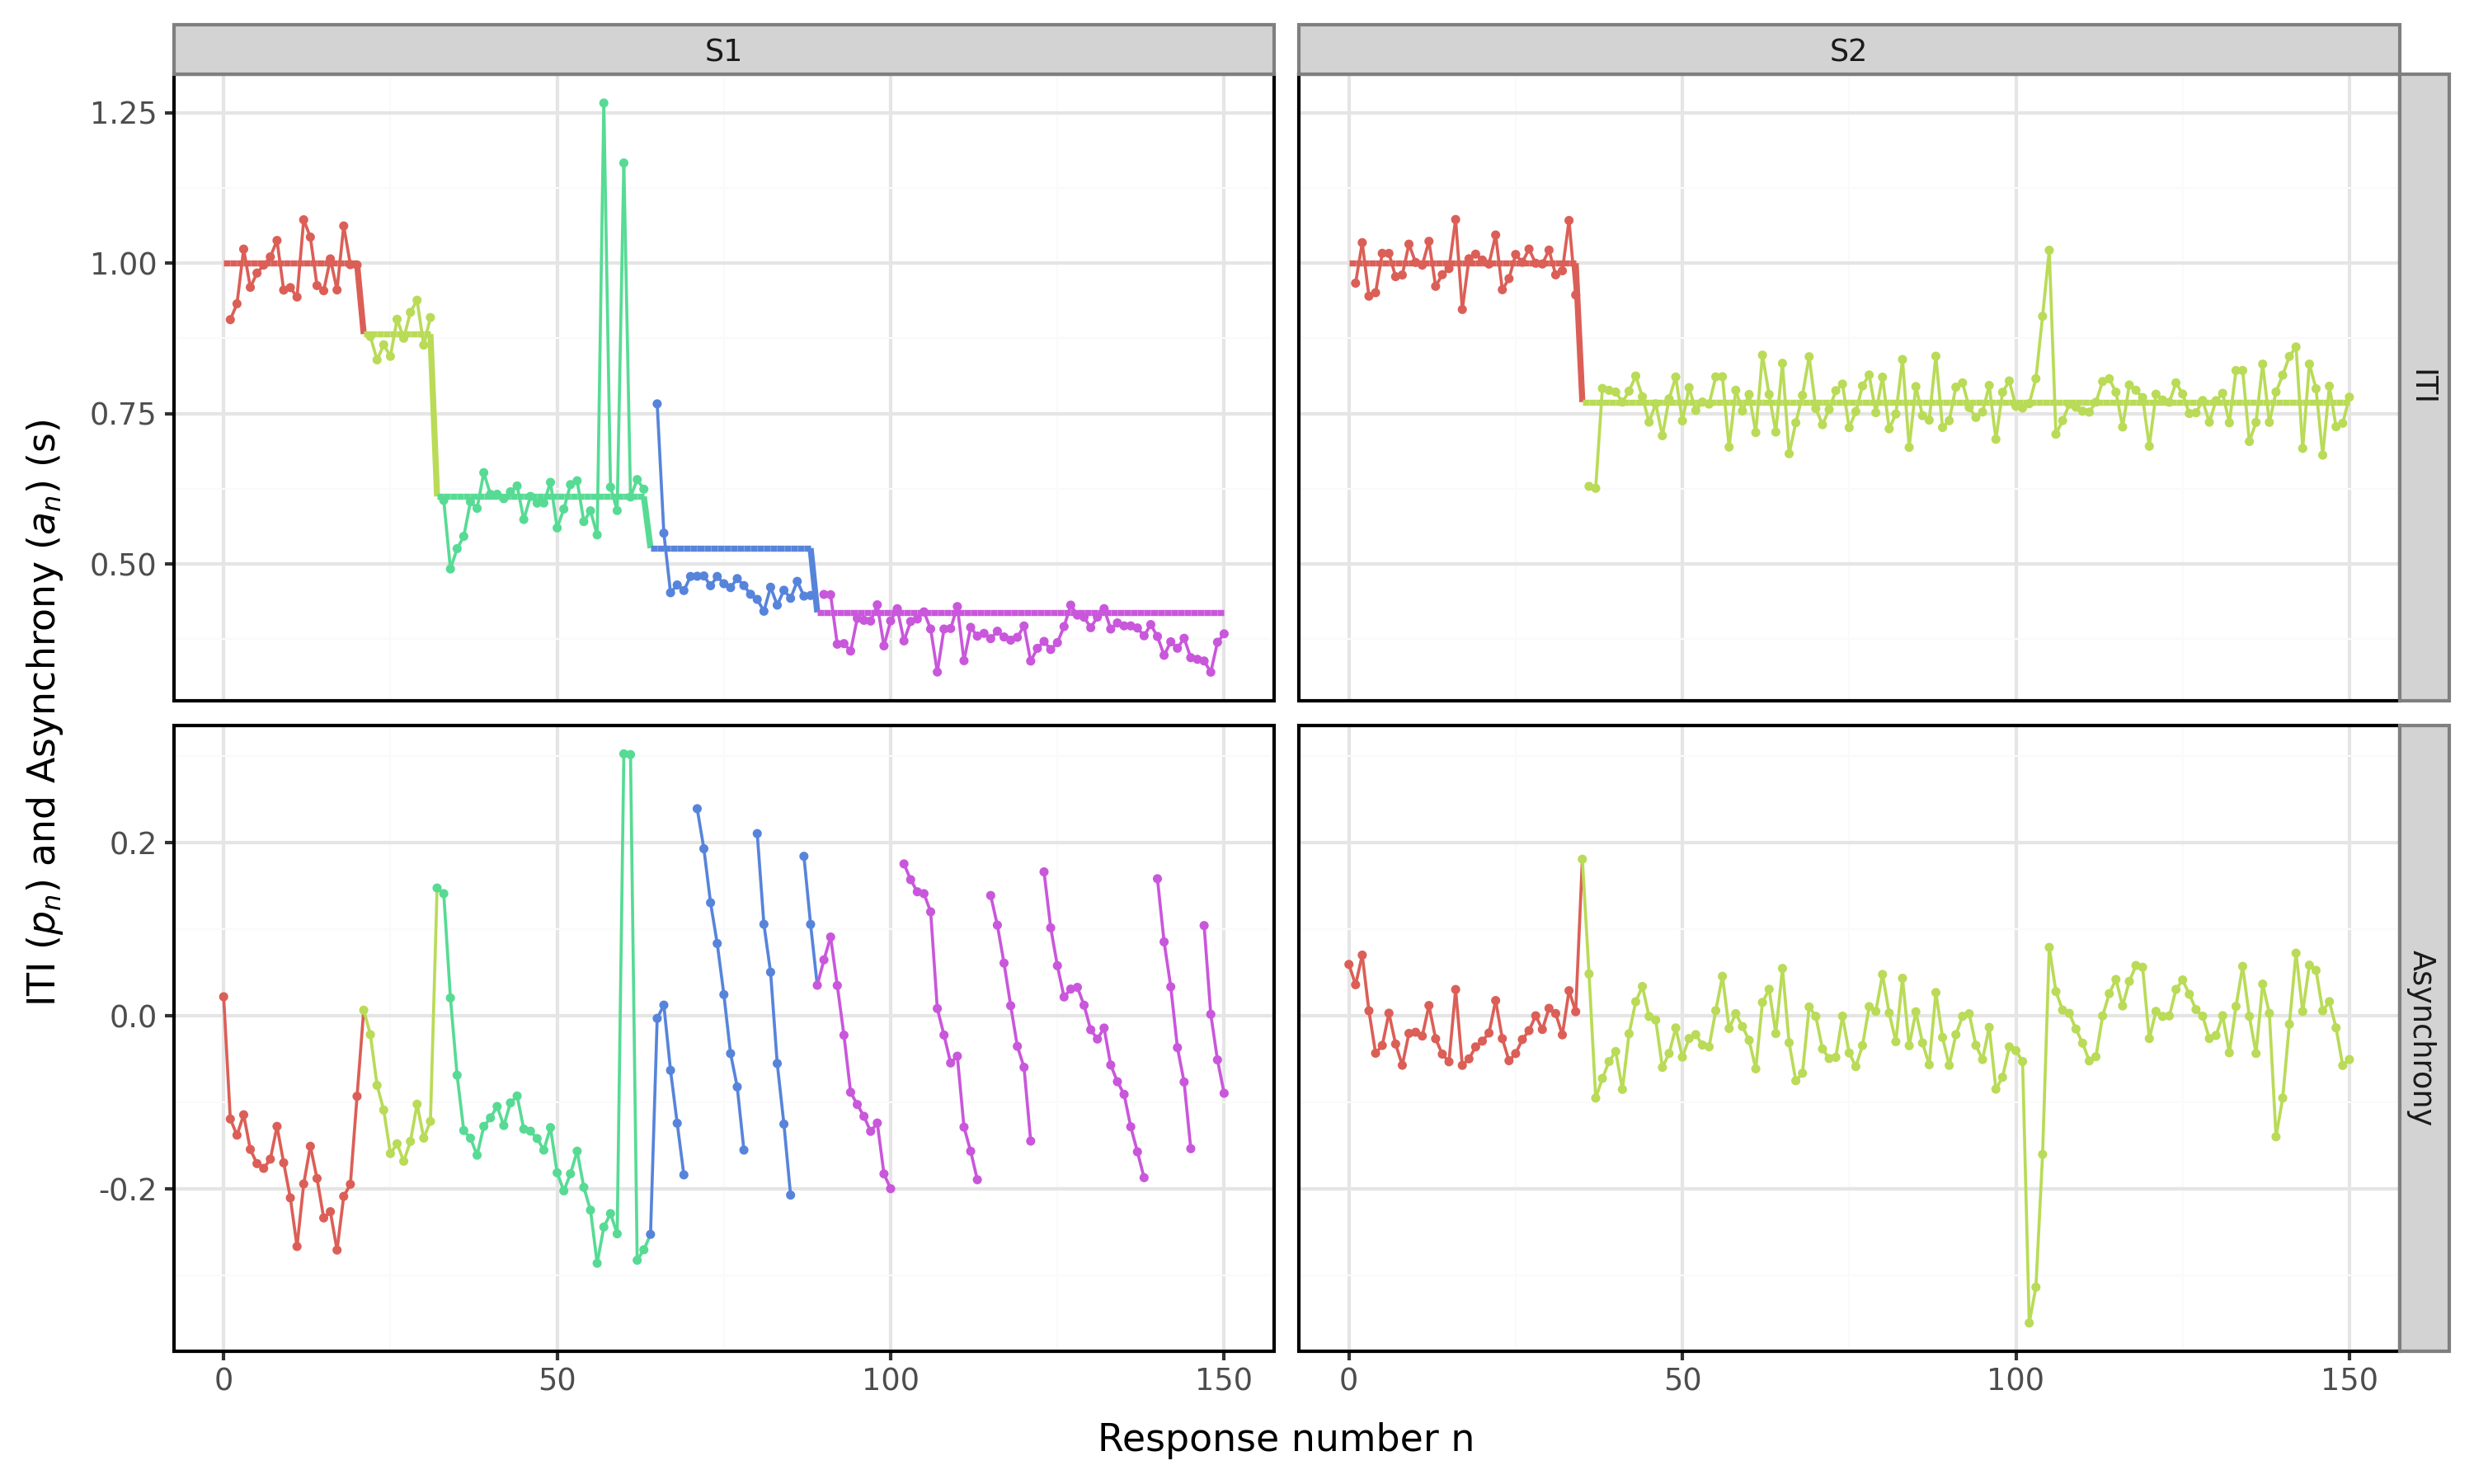 S1
S2
1.25
1.00
0.75
0.50
ITI
0.2
0.0
-0.2
Asynchrony
0
50
100
150
0
50
100
150
ITI (pn) and Asynchrony (an) (s)
Response number n